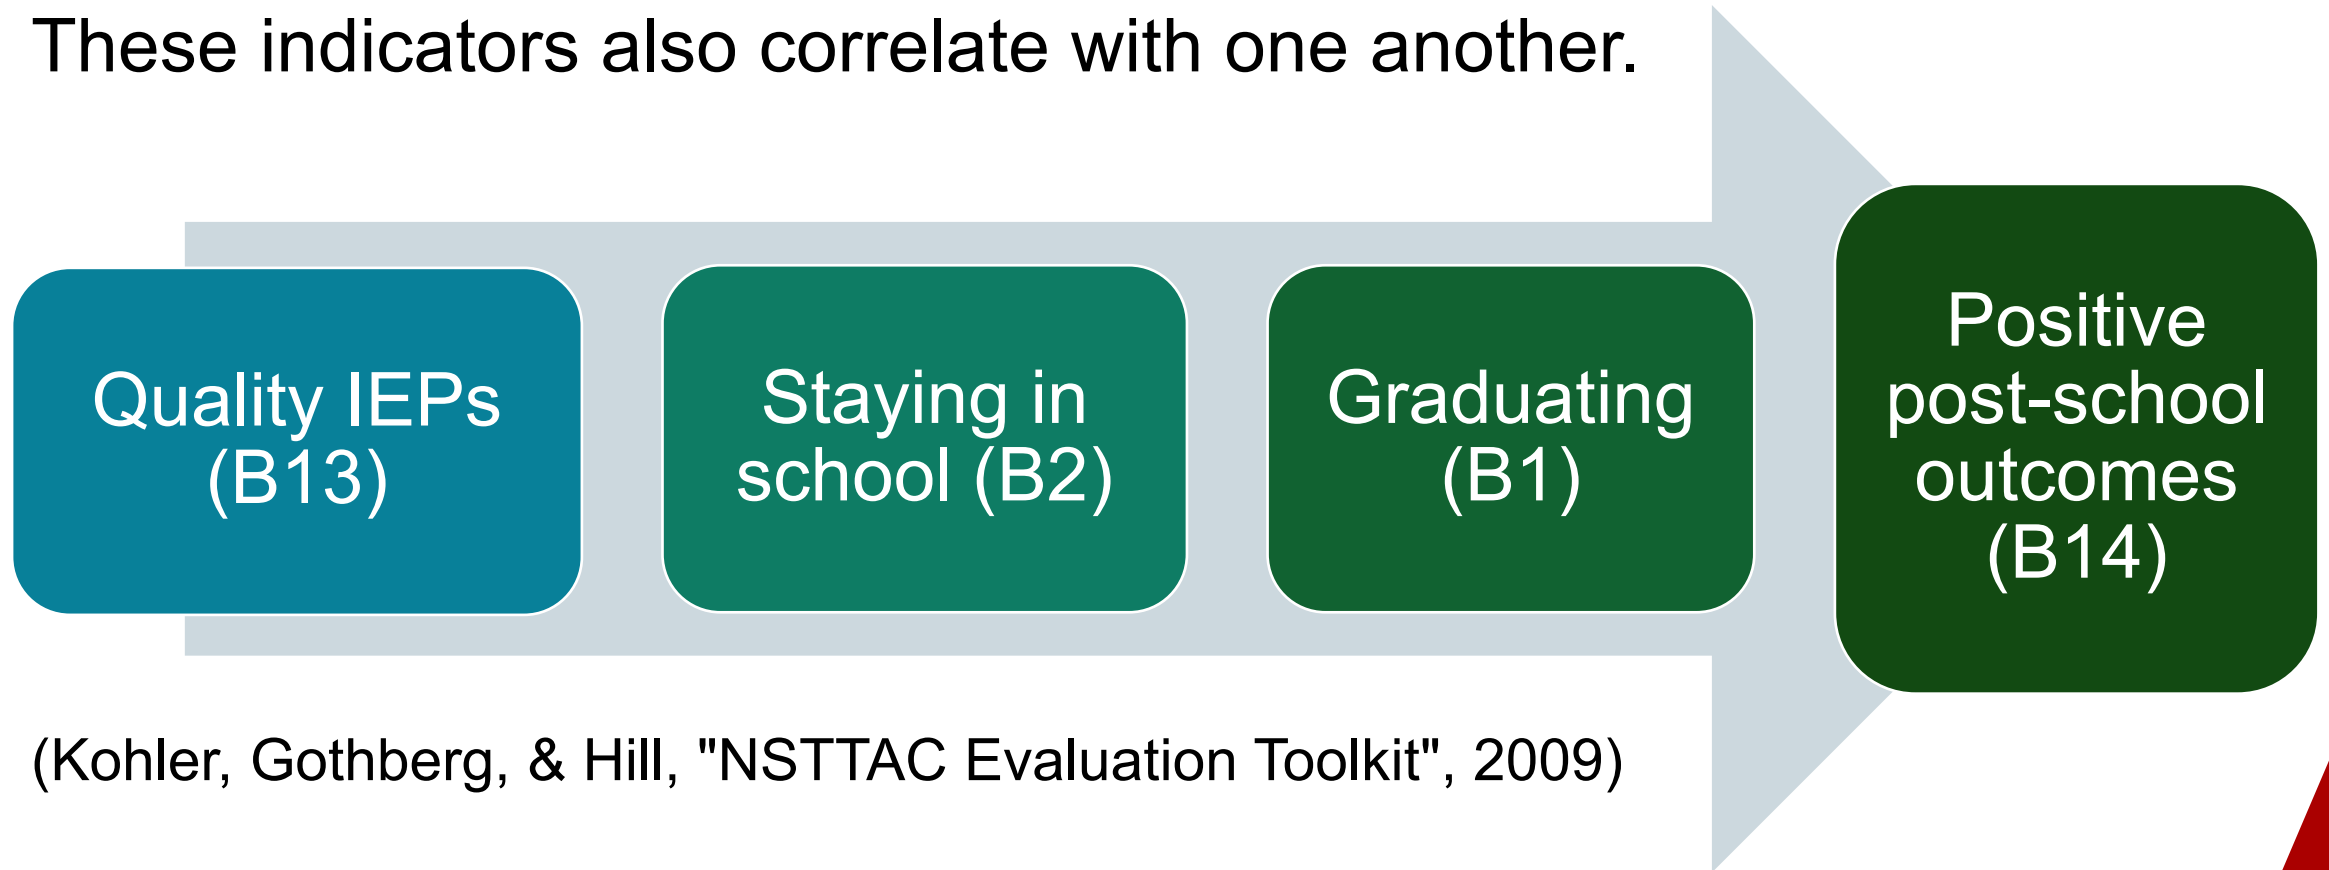 These indicators also correlate with one another.
Quality IEPs
(B13)
Staying in
school (B2)
Graduating
(B1)
Positive
post-school
outcomes
(B14)
(Kohler, Gothberg, & Hill, "NSTTAC Evaluation Toolkit", 2009)